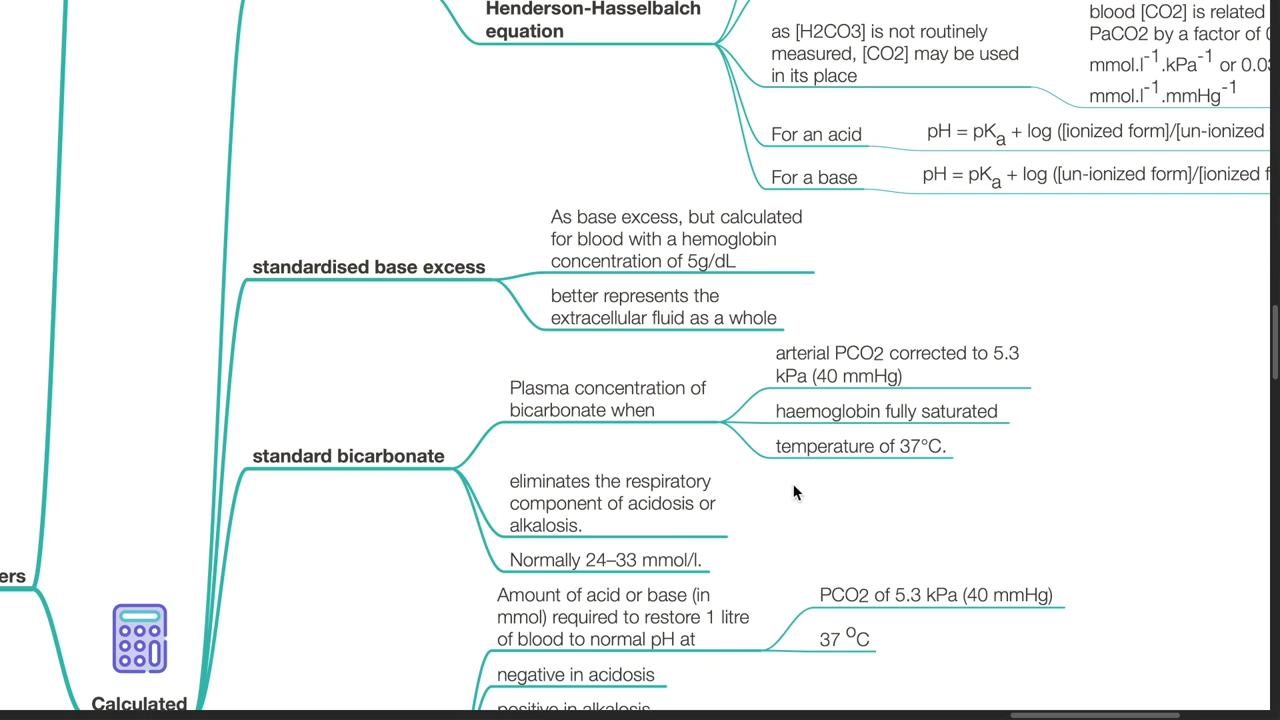 Henderson-Hasselbalch
equation
as [H2CO3] is not routinely
measured, [CO2] may be used
in its place
blood [CO2] is related
PaCO2 by a factor of
mmol.l-1.kPa-1 or
mmol.l-1.mmHg-1
For an acid
pH = pKa + log ([ionized form]/[un-ionized
For a base
pH = pKa + log ([un-ionized form]/[ionized
standardised base excess
As base excess, but calculated
for blood with a hemoglobin
concentration of 5g/dL
better represents the
extracellular fluid as a whole
standard bicarbonate
Plasma concentration of
bicarbonate when
arterial PCO2 corrected to 5.3
kPa (40 mmHg)
haemoglobin fully saturated
temperature of 37°C.
eliminates the respiratory
component of acidosis or
alkalosis.
Normally 24–33 mmol/l.
ers
Calculated
Amount of acid or base (in
mmol) required to restore 1 litre
of blood to normal pH at
PCO2 of 5.3 kPa (40 mmHg)
37 °C
negative in acidosis
positive in alkalosis